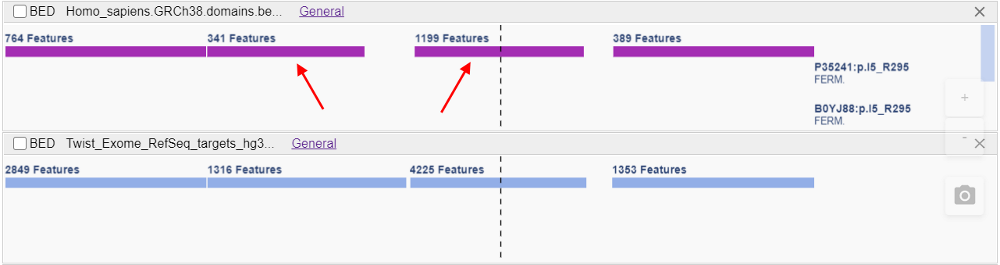 BED Homo_sapiens.GRCh38.domains.be... General
764 Features 341 Features 1199 Features 389 Features
P35241:p.I5_R295
FERM.
B0YJ88:p.I5_R295
FERM.
+
-
BED Twist_Exome_RefSeq_targets_hg3... General
2849 Features 1316 Features 4225 Features 1353 Features